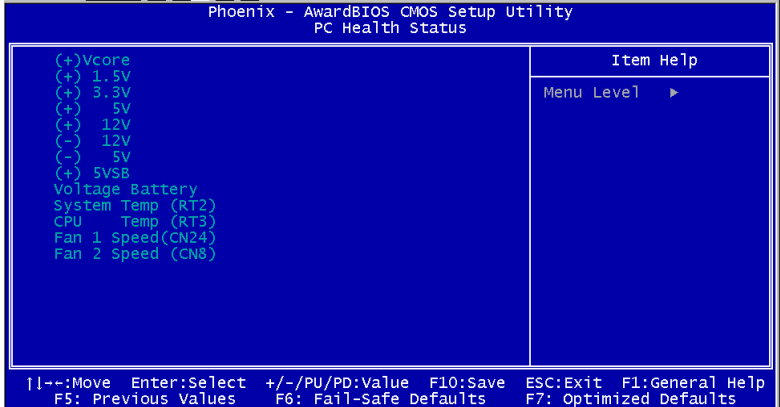 Phoenix - AwardBIOS CMOS Setup Utility
PC Health Status
(+)Vcore
(+) 1.5V
(+) 3.3V
(+) 5V
(+) 12V
(-) 12V
(-) 5V
(+) 5VSB
Voltage Battery
System Temp (RT2)
CPU Temp (RT3)
Fan 1 Speed(CN24)
Fan 2 Speed (CN8)
Item Help
Menu Level ►
↑↓→←:Move Enter:Select +/-/PU/PD:Value F10:Save ESC:Exit F1:General Help
F5: Previous Values F6: Fail-Safe Defaults F7: Optimized Defaults